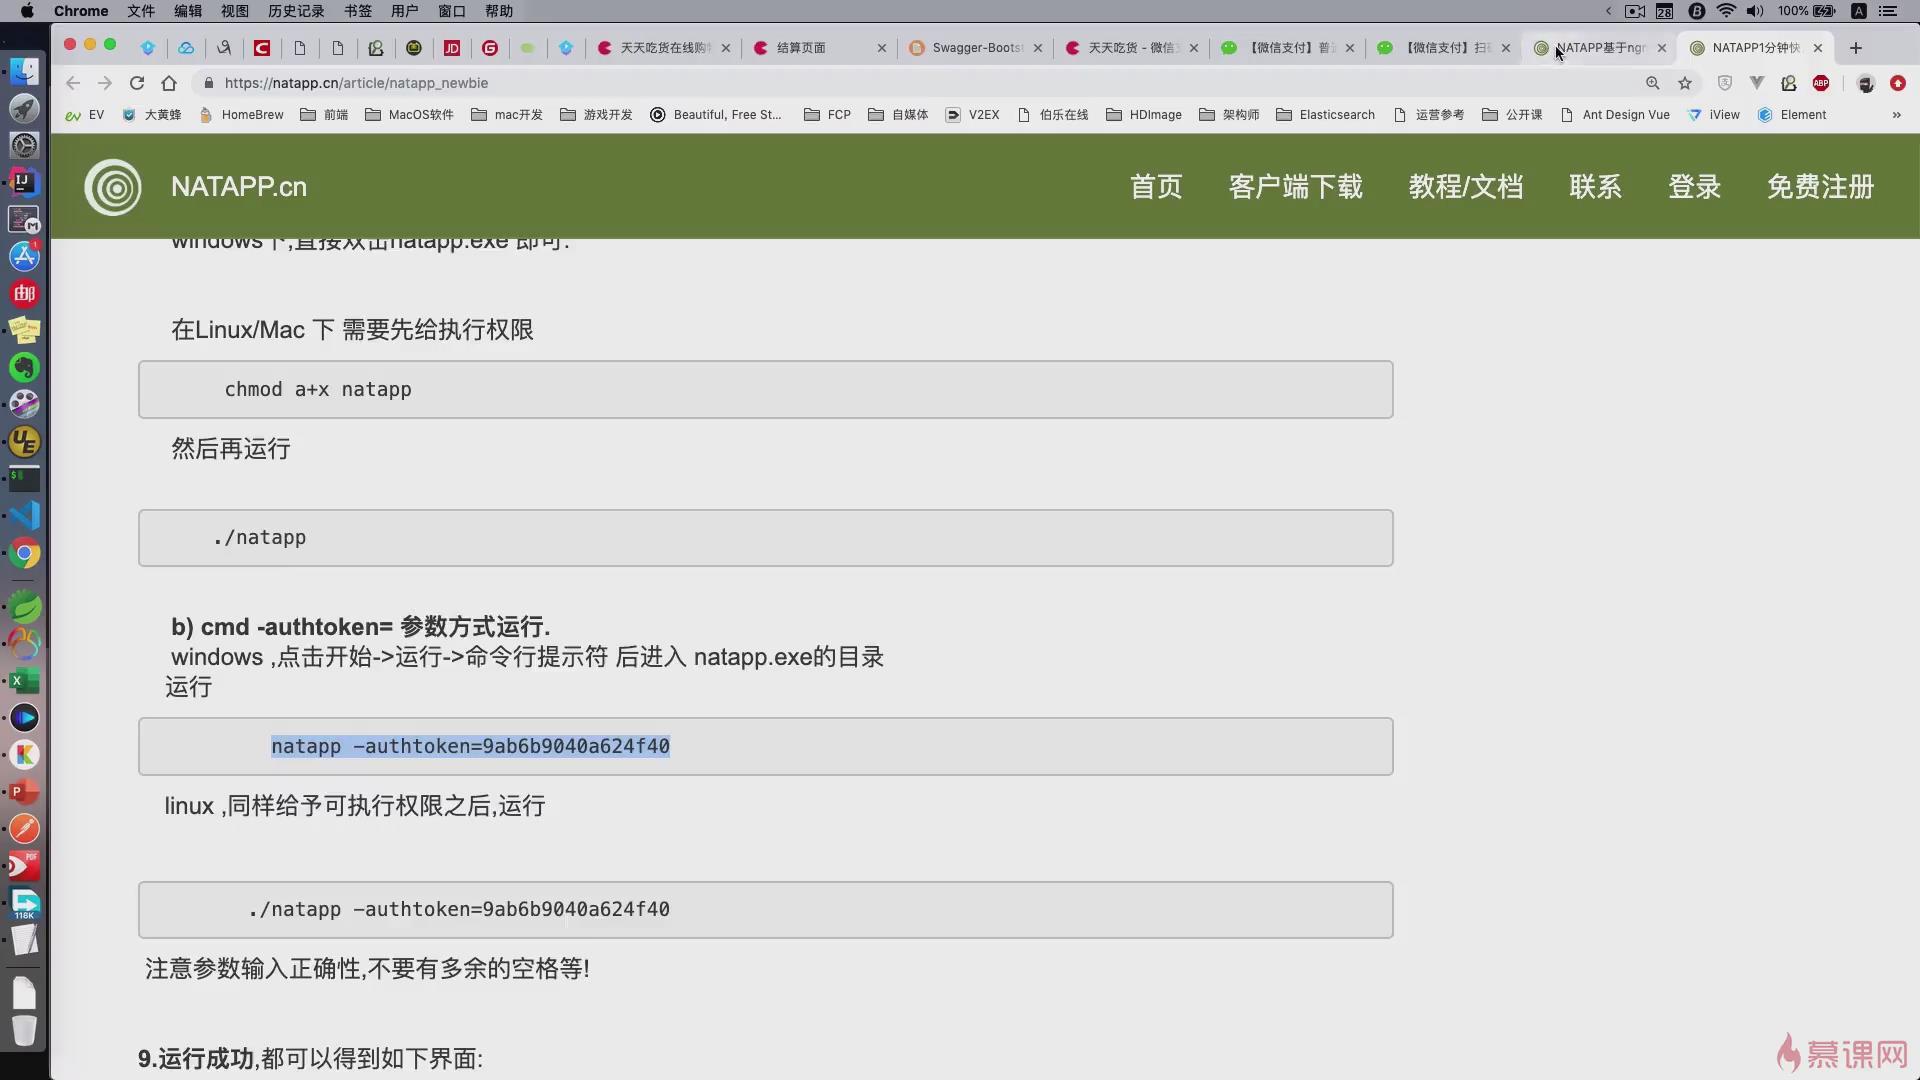 Chrome 文件 编辑 视图 历史记录 书签 用户 窗口 帮助 28 100% A
天天吃货在线购 结算页面 Swagger-Boots 天天吃货 - 微信 【微信支付】普 【微信支付】扫 NATAPP基于ngr NATAPP1分钟快
https://natapp.cn/article/natapp_newbie ABP
EV 大黄蜂 HomeBrew 前端 MacOS软件 mac开发 游戏开发 Beautiful, Free St... FCP 自媒体 V2EX 伯乐在线 HDImage 架构师 Elasticsearch 运营参考 公开课 Ant Design Vue iView Element »
NATAPP.cn 首页 客户端下载 教程/文档 联系 登录 免费注册
windows下,直接双击natapp.exe 即可.
在Linux/Mac 下 需要先给执行权限
chmod a+x natapp
然后再运行
./natapp
b) cmd -authtoken= 参数方式运行.
windows ,点击开始->运行->命令行提示符 后进入 natapp.exe的目录
运行
natapp -authtoken=9ab6b9040a624f40
linux ,同样给予可执行权限之后,运行
./natapp -authtoken=9ab6b9040a624f40
注意参数输入正确性,不要有多余的空格等!
9.运行成功,都可以得到如下界面:
慕课网